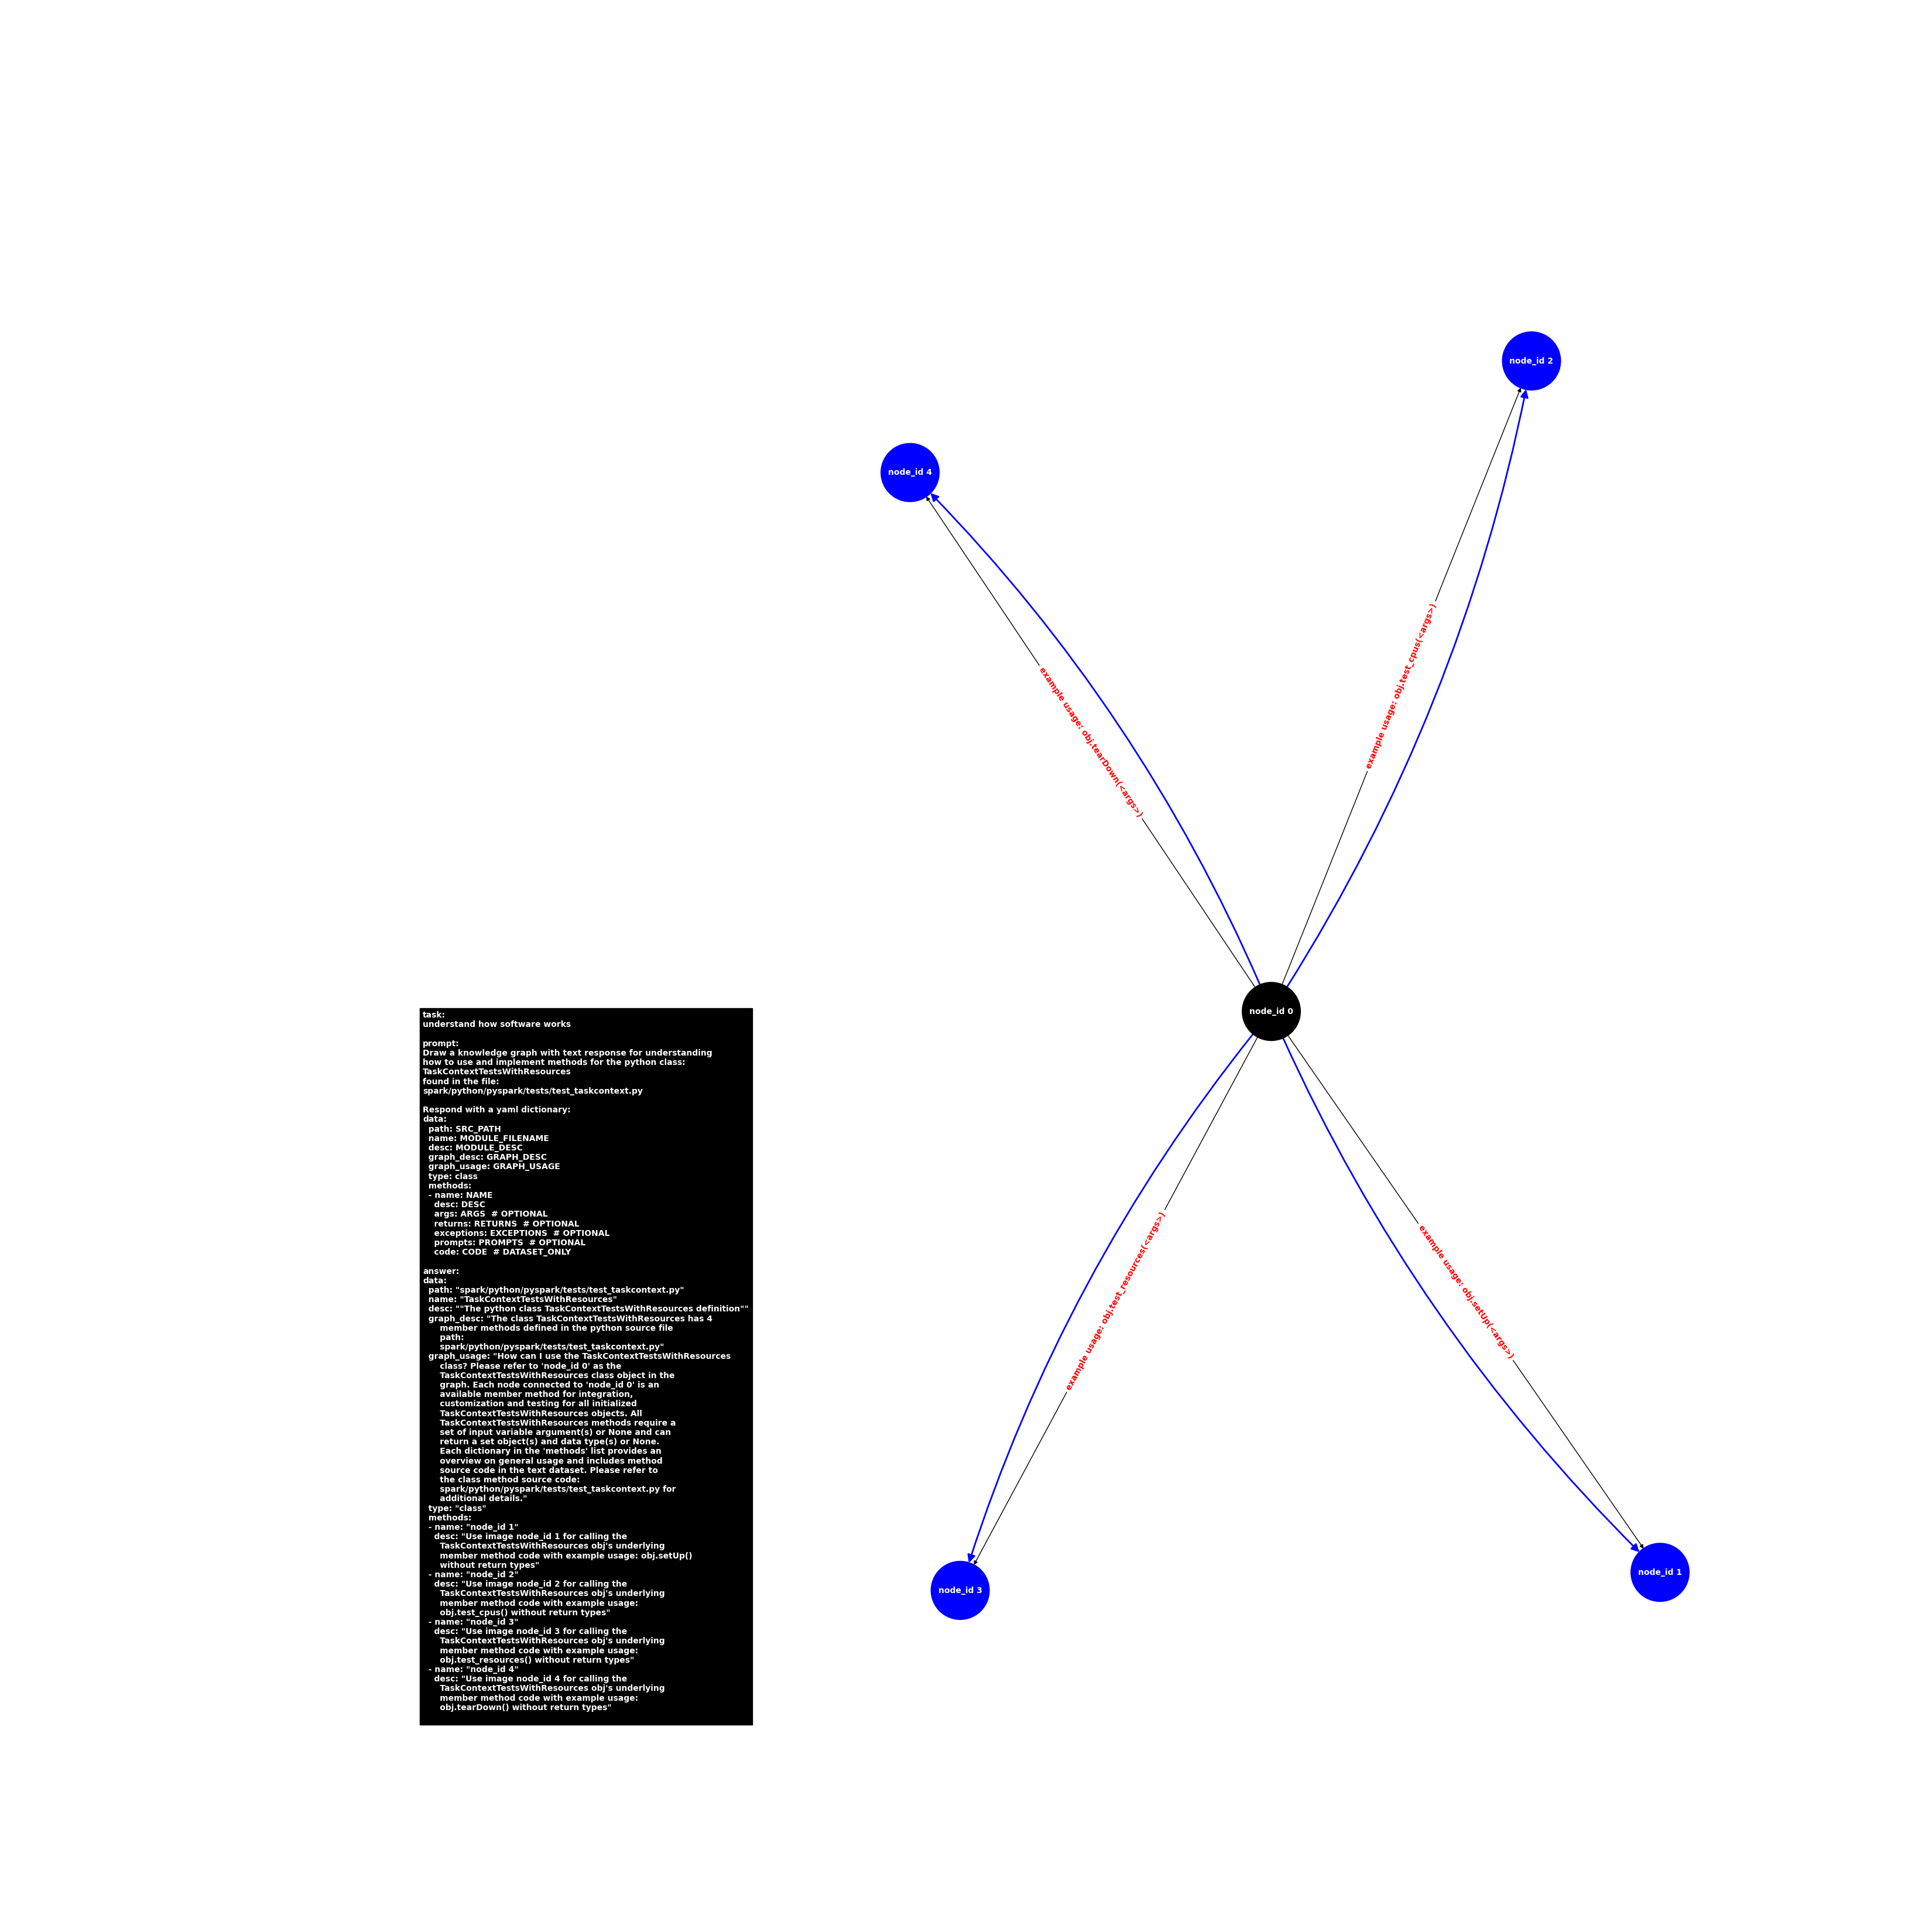 node_id 2
node_id 4
example usage: obj.test_cpus(<args>)
example usage: obj.tearDown(<args>)
node_id 0
task:
understand how software works

prompt:
Draw a knowledge graph with text response for understanding
how to use and implement methods for the python class:
TaskContextTestsWithResources
found in the file:
spark/python/pyspark/tests/test_taskcontext.py

Respond with a yaml dictionary:
data:
  path: SRC_PATH
  name: MODULE_FILENAME
  desc: MODULE_DESC
  graph_desc: GRAPH_DESC
  graph_usage: GRAPH_USAGE
  type: class
  methods:
  - name: NAME
    desc: DESC
    args: ARGS  # OPTIONAL
    returns: RETURNS  # OPTIONAL
    exceptions: EXCEPTIONS  # OPTIONAL
    prompts: PROMPTS  # OPTIONAL
    code: CODE  # DATASET_ONLY

answer:
data:
  path: "spark/python/pyspark/tests/test_taskcontext.py"
  name: "TaskContextTestsWithResources"
  desc: ""The python class TaskContextTestsWithResources definition""
  graph_desc: "The class TaskContextTestsWithResources has 4
      member methods defined in the python source file
      path:
      spark/python/pyspark/tests/test_taskcontext.py"
  graph_usage: "How can I use the TaskContextTestsWithResources
      class? Please refer to 'node_id 0' as the
      TaskContextTestsWithResources class object in the
      graph. Each node connected to 'node_id 0' is an
      available member method for integration,
      customization and testing for all initialized
      TaskContextTestsWithResources objects. All
      TaskContextTestsWithResources methods require a
      set of input variable argument(s) or None and can
      return a set object(s) and data type(s) or None.
      Each dictionary in the 'methods' list provides an
      overview on general usage and includes method
      source code in the text dataset. Please refer to
      the class method source code:
      spark/python/pyspark/tests/test_taskcontext.py for
      additional details."
  type: "class"
  methods:
  - name: "node_id 1"
    desc: "Use image node_id 1 for calling the
      TaskContextTestsWithResources obj's underlying
      member method code with example usage: obj.setUp()
      without return types"
  - name: "node_id 2"
    desc: "Use image node_id 2 for calling the
      TaskContextTestsWithResources obj's underlying
      member method code with example usage:
      obj.test_cpus() without return types"
  - name: "node_id 3"
    desc: "Use image node_id 3 for calling the
      TaskContextTestsWithResources obj's underlying
      member method code with example usage:
      obj.test_resources() without return types"
  - name: "node_id 4"
    desc: "Use image node_id 4 for calling the
      TaskContextTestsWithResources obj's underlying
      member method code with example usage:
      obj.tearDown() without return types"
example usage: obj.test_resources(<args>)
example usage: obj.setUp(<args>)
node_id 1
node_id 3